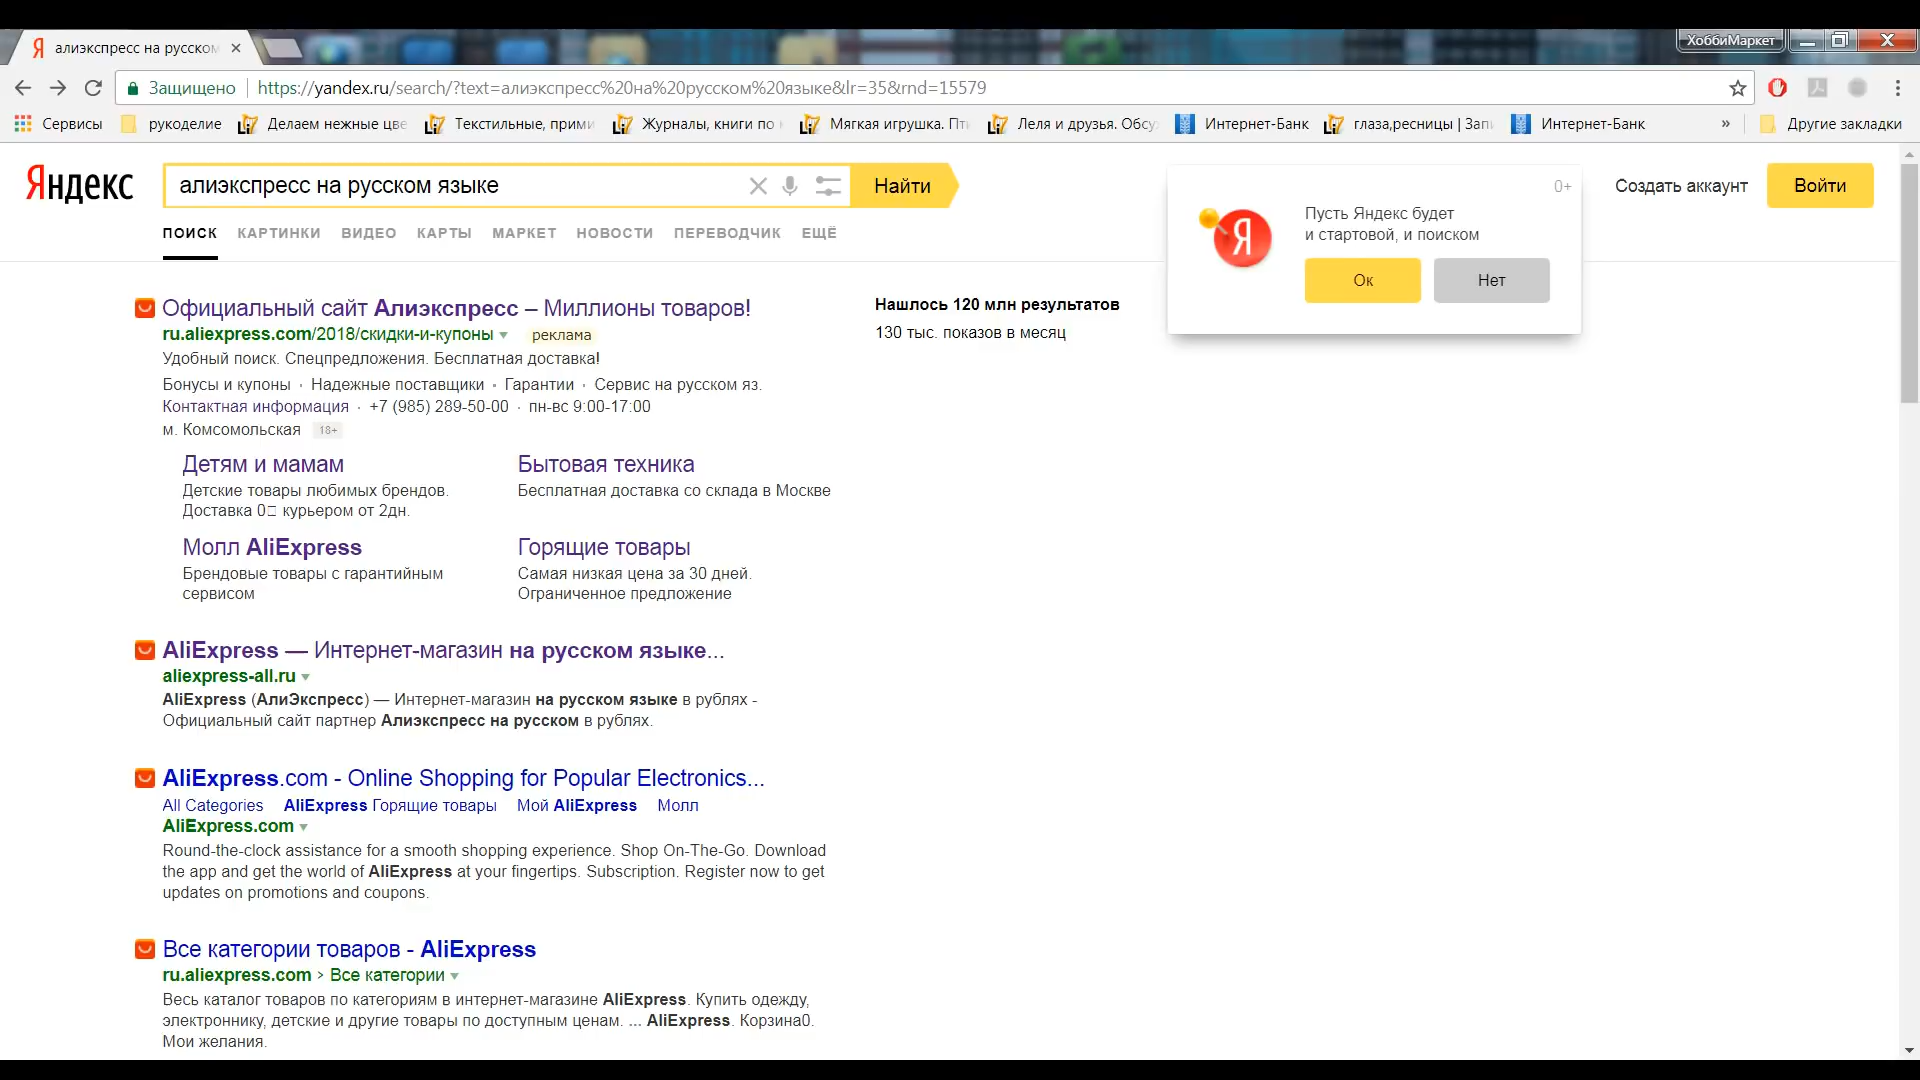 алиэкспресс на русском
ХоббиМаркет
Защищено
https://yandex.ru/search/?text=алиэкспресс%20на%20русском%20языке&lr=35&rnd=15579
Сервисы
рукоделие
Делаем нежные цве
Текстильные, прими
Журналы, книги по
Мягкая игрушка. Пти
Леля и друзья. Обсу
Интернет-Банк
глаза,ресницы | Запи
Интернет-Банк
»
Другие закладки
Яндекс
алиэкспресс на русском языке
Найти
0+
Пусть Яндекс будет
и стартовой, и поиском
Ок
Нет
Создать аккаунт
Войти
ПОИСК КАРТИНКИ ВИДЕО КАРТЫ МАРКЕТ НОВОСТИ ПЕРЕВОДЧИК ЕЩЁ
Официальный сайт Алиэкспресс – Миллионы товаров!
ru.aliexpress.com/2018/скидки-и-купоны реклама
Удобный поиск. Спецпредложения. Бесплатная доставка!
Бонусы и купоны · Надежные поставщики · Гарантии · Сервис на русском яз.
Контактная информация · +7 (985) 289-50-00 · пн-вс 9:00-17:00
м. Комсомольская 18+
Детям и мамам
Детские товары любимых брендов.
Доставка 0□ курьером от 2дн.
Бытовая техника
Бесплатная доставка со склада в Москве
Молл AliExpress
Брендовые товары с гарантийным
сервисом
Горящие товары
Самая низкая цена за 30 дней.
Ограниченное предложение
Нашлось 120 млн результатов
130 тыс. показов в месяц
AliExpress — Интернет-магазин на русском языке...
aliexpress-all.ru
AliExpress (АлиЭкспресс) — Интернет-магазин на русском языке в рублях -
Официальный сайт партнер Алиэкспресс на русском в рублях.
AliExpress.com - Online Shopping for Popular Electronics...
All Categories AliExpress Горящие товары Мой AliExpress Молл
AliExpress.com
Round-the-clock assistance for a smooth shopping experience. Shop On-The-Go. Download
the app and get the world of AliExpress at your fingertips. Subscription. Register now to get
updates on promotions and coupons.
Все категории товаров - AliExpress
ru.aliexpress.com > Все категории
Весь каталог товаров по категориям в интернет-магазине AliExpress. Купить одежду,
электроннику, детские и другие товары по доступным ценам. ... AliExpress. Корзина0.
Мои желания.